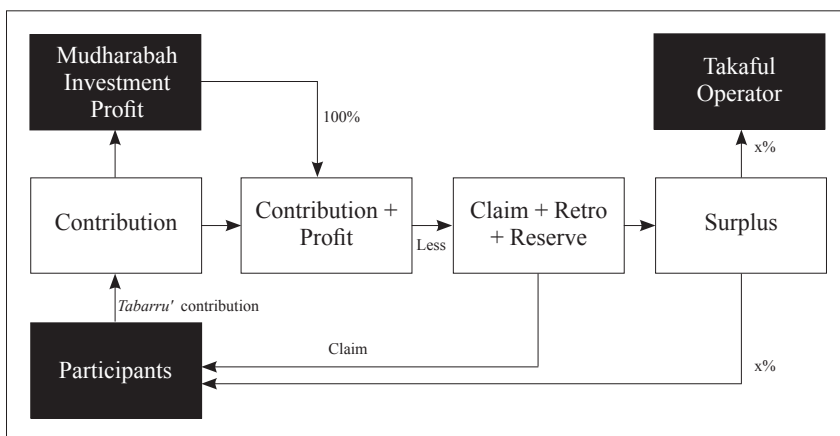 Mudharabah
Investment
Profit
Takaful
Operator
100%
x%
Contribution
Contribution +
Profit
Less
Claim + Retro
+ Reserve
Surplus
Tabarru' contribution
Participants
Claim
x%